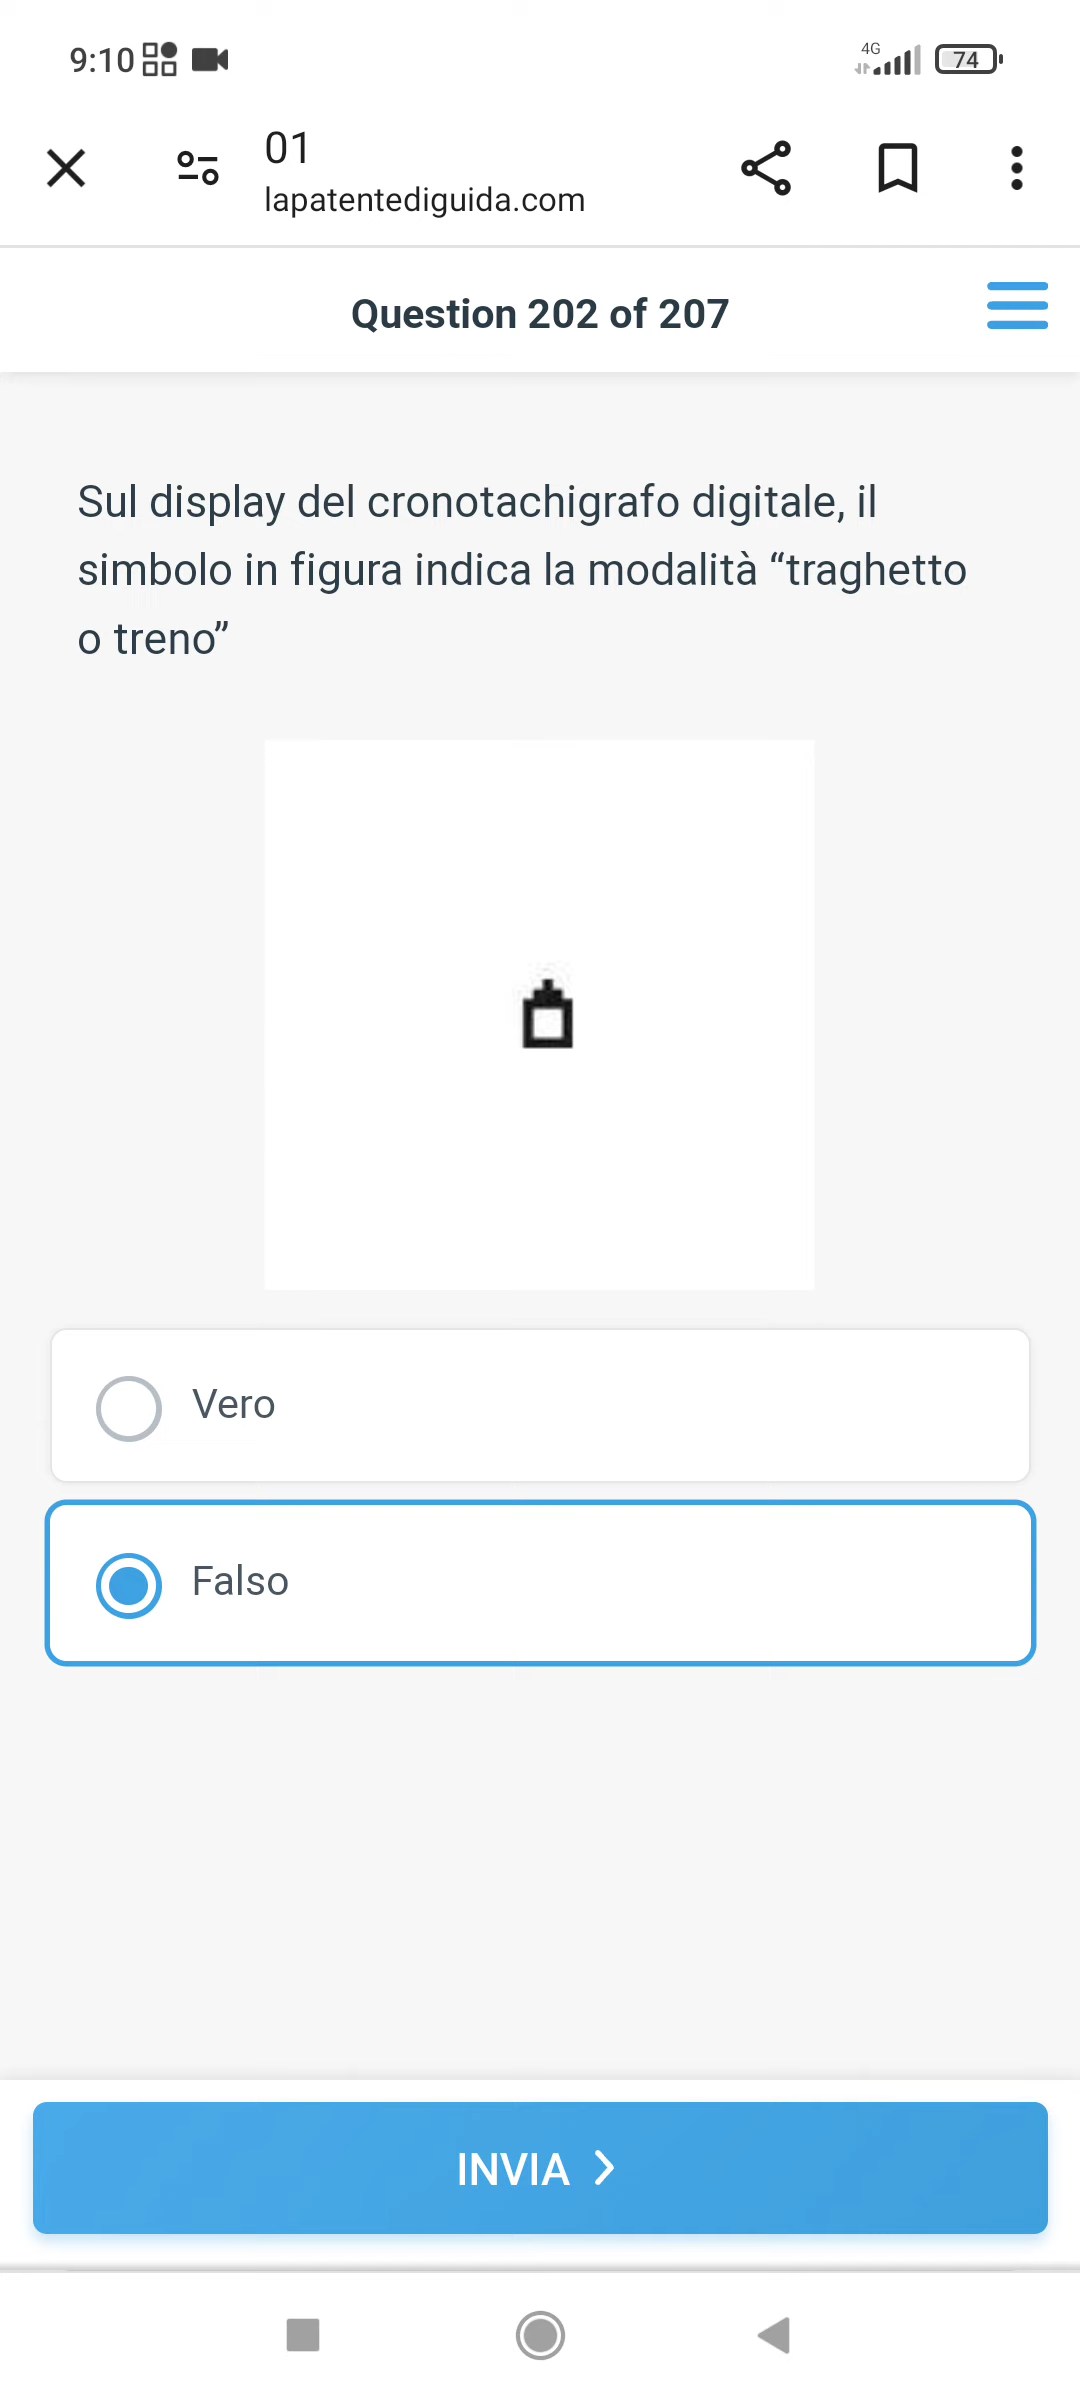 9:10
4G
74
01
lapatentediguida.com
Question 202 of 207
Sul display del cronotachigrafo digitale, il
simbolo in figura indica la modalità “traghetto
o treno”
Vero
Falso
INVIA